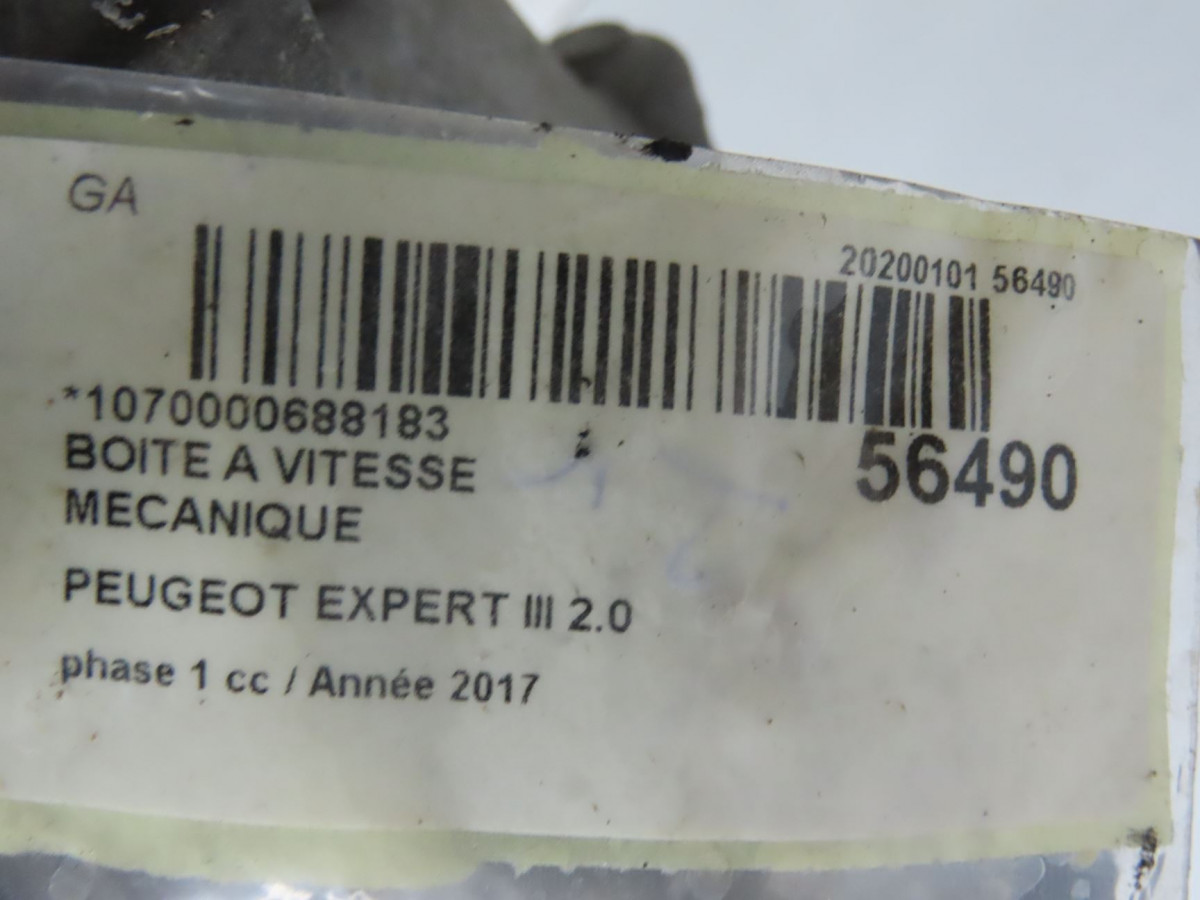 GA
20200101 56490
*1070000688183
BOITE A VITESSE
MECANIQUE
56490
PEUGEOT EXPERT III 2.0
phase 1 cc / Année 2017